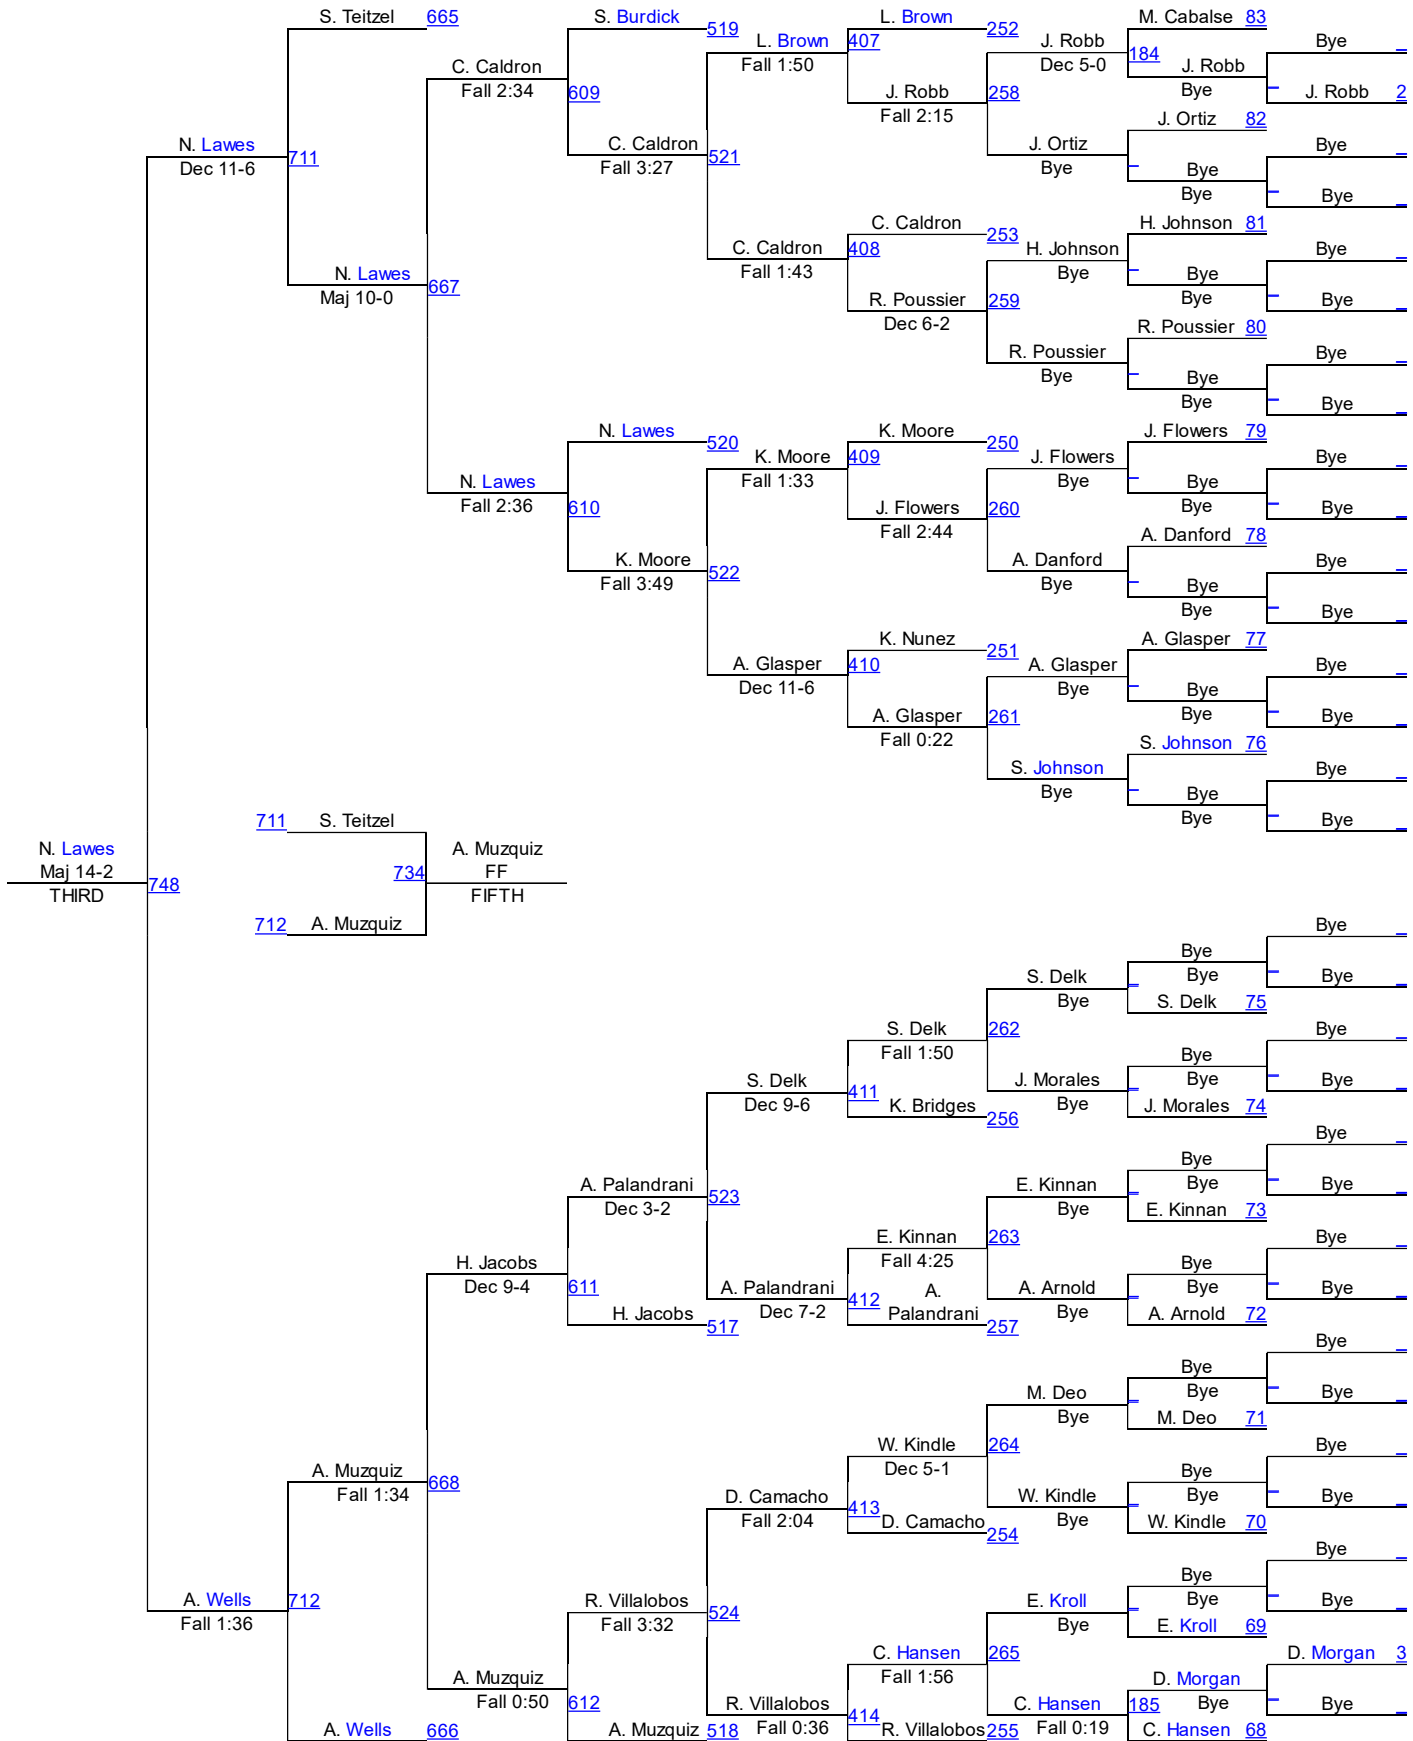 S. Teitzel 665
S. Burdick 519
L. Brown 252
M. Cabalse 83
L. Brown 407
Fall 1:50
J. Robb
Dec 5-0
184
Bye
C. Caldron
Fall 2:34
609
J. Robb
Fall 2:15
258
J. Robb
Bye
J. Robb 2
N. Lawes
Dec 11-6
711
C. Caldron
Fall 3:27
521
J. Ortiz
Bye
J. Ortiz 82
Bye
Bye
Bye
Bye
C. Caldron
Fall 1:43
408
C. Caldron 253
H. Johnson
Bye
H. Johnson 81
Bye
Bye
Bye
Bye
N. Lawes
Maj 10-0
667
R. Poussier
Dec 6-2
259
R. Poussier
Bye
R. Poussier 80
Bye
Bye
Bye
Bye
N. Lawes 520
K. Moore
Fall 1:33
409
K. Moore 250
J. Flowers
Bye
J. Flowers 79
Bye
Bye
Bye
Bye
N. Lawes
Fall 2:36
610
J. Flowers
Fall 2:44
260
A. Danford
Bye
A. Danford 78
Bye
Bye
Bye
Bye
K. Moore
Fall 3:49
522
A. Glasper
Dec 11-6
410
K. Nunez 251
A. Glasper
Bye
A. Glasper 77
Bye
Bye
Bye
Bye
A. Glasper
Fall 0:22
261
S. Johnson
Bye
S. Johnson 76
Bye
Bye
Bye
Bye
711 S. Teitzel
N. Lawes
Maj 14-2
THIRD
748
734
A. Muzquiz
FF
FIFTH
712 A. Muzquiz
S. Delk
Bye
Bye
Bye
S. Delk 75
Bye
Bye
S. Delk
Fall 1:50
262
J. Morales
Bye
Bye
Bye
J. Morales 74
Bye
Bye
S. Delk
Dec 9-6
411
K. Bridges 256
A. Palandrani
Dec 3-2
523
E. Kinnan
Bye
Bye
Bye
E. Kinnan 73
Bye
Bye
H. Jacobs
Dec 9-4
611
E. Kinnan
Fall 4:25
263
A. Arnold
Bye
Bye
Bye
A. Arnold 72
Bye
Bye
H. Jacobs 517
A. Palandrani
Dec 7-2
412
A.
Palandrani 257
M. Deo
Bye
Bye
Bye
M. Deo 71
Bye
Bye
A. Muzquiz
Fall 1:34
668
W. Kindle
Dec 5-1
264
W. Kindle
Bye
Bye
Bye
W. Kindle 70
Bye
Bye
D. Camacho
Fall 2:04
413
D. Camacho 254
A. Wells
Fall 1:36
712
R. Villalobos
Fall 3:32
524
E. Kroll
Bye
Bye
Bye
E. Kroll 69
Bye
Bye
C. Hansen
Fall 1:56
265
D. Morgan
Bye
D. Morgan 3
Bye
A. Muzquiz
Fall 0:50
612
R. Villalobos
Fall 0:36
414
C. Hansen
Fall 0:19
185
A. Wells 666
A. Muzquiz 518
R. Villalobos 255
C. Hansen 68